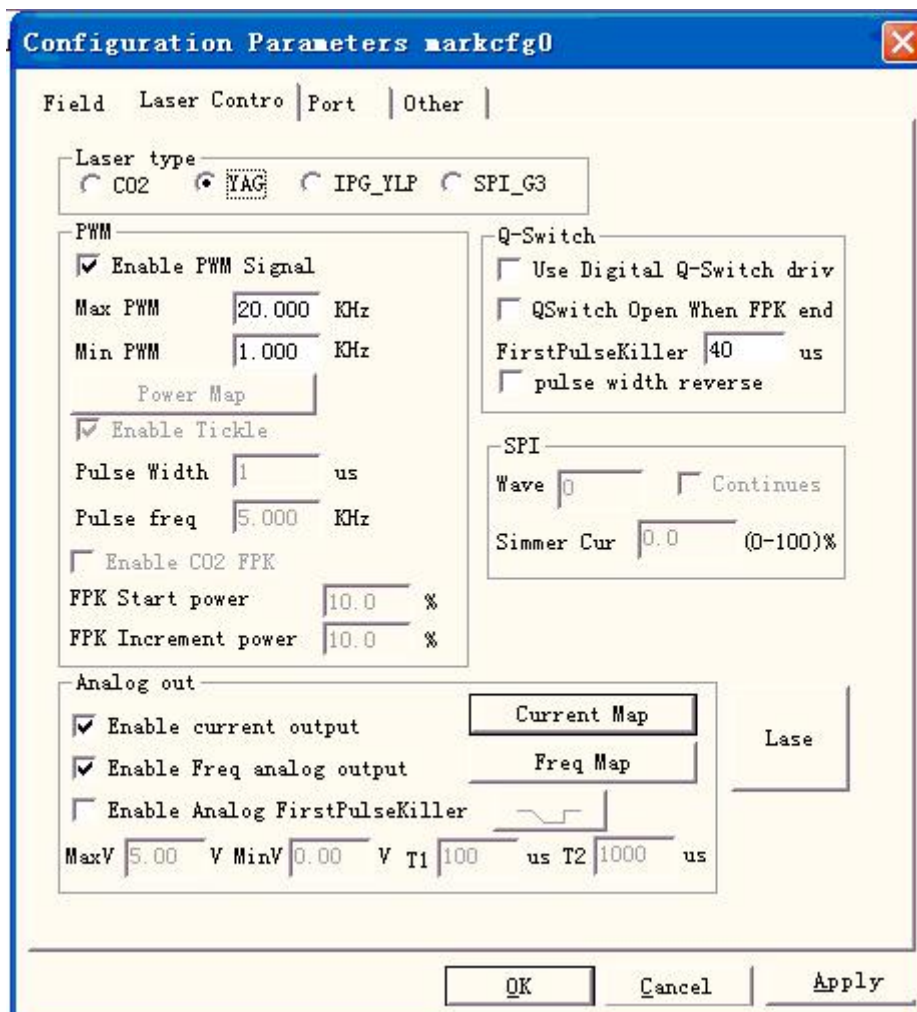 Configuration Parameters markcfg0
Field Laser Contro Port Other
Laser type
CO2 YAG IPG_YLP SPI_G3
PWM
Enable PWM Signal
Max PWM 20.000 KHz
Min PWM 1.000 KHz
Power Map
Enable Tickle
Pulse Width 1 us
Pulse freq 5.000 KHz
Enable CO2 FPK
FPK Start power 10.0 %
FPK Increment power 10.0 %
Q-Switch
Use Digital Q-Switch driv
QSwitch Open When FPK end
FirstPulseKiller 40 us
pulse width reverse
SPI
Wave 0 Continues
Simmer Cur 0.0 (0-100)%
Analog out
Enable current output Current Map
Enable Freq analog output Freq Map
Enable Analog FirstPulseKiller
MaxV 5.00 V MinV 0.00 V T1 100 us T2 1000 us
Lase
OK Cancel Apply